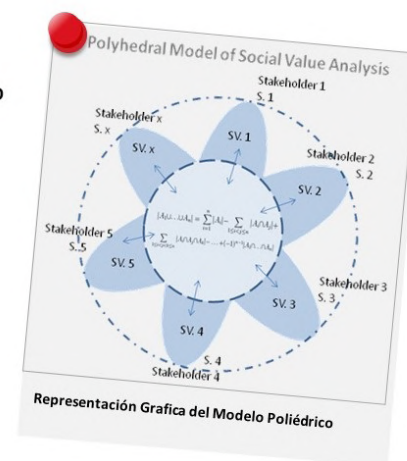 Polyhedral Model of Social Value Analysis
Stakeholder 1
S. 1
Stakeholder x
S. x
SV. 1
SV. x
Stakeholder 2
S. 2
SV. 2
Stakeholder 5
S..5
SV. 5
Stakeholder 3
S. 3
SV. 3
SV. 4
S. 4
Stakeholder 4
Representación Grafica del Modelo Poliédrico